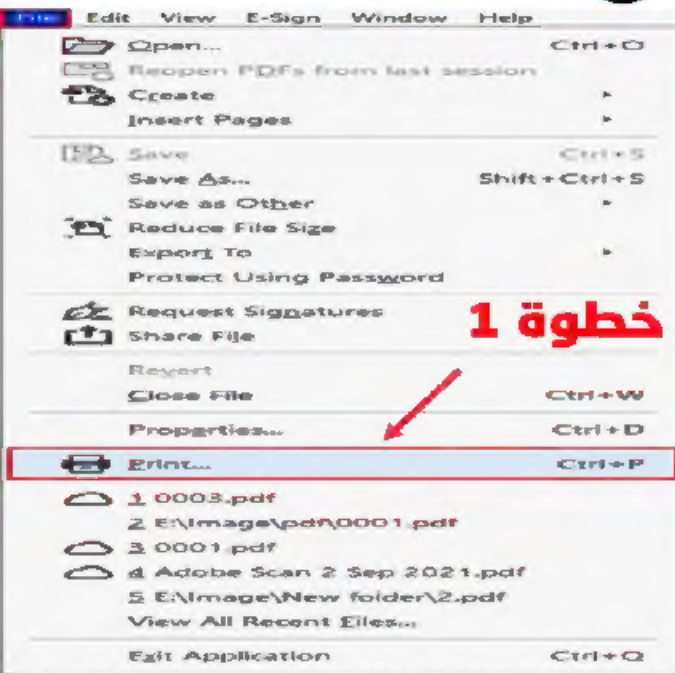 File Edit View E-Sign Window Help
Open... Ctrl+O
Reopen PDFs from last session
Create
Insert Pages
Save Ctrl+S
Save As... Shift+Ctrl+S
Save as Other
Reduce File Size
Export To
Protect Using Password
Request Signatures
خطوة 1
Share File
Revert
Close File Ctrl+W
Properties... Ctrl+D
Print... Ctrl+P
1 0003.pdf
2 E:\Image\pdf\0001.pdf
3 0001.pdf
4 Adobe Scan 2 Sep 2021.pdf
5 E:\Image\New folder\2.pdf
View All Recent Files...
Exit Application Ctrl+Q